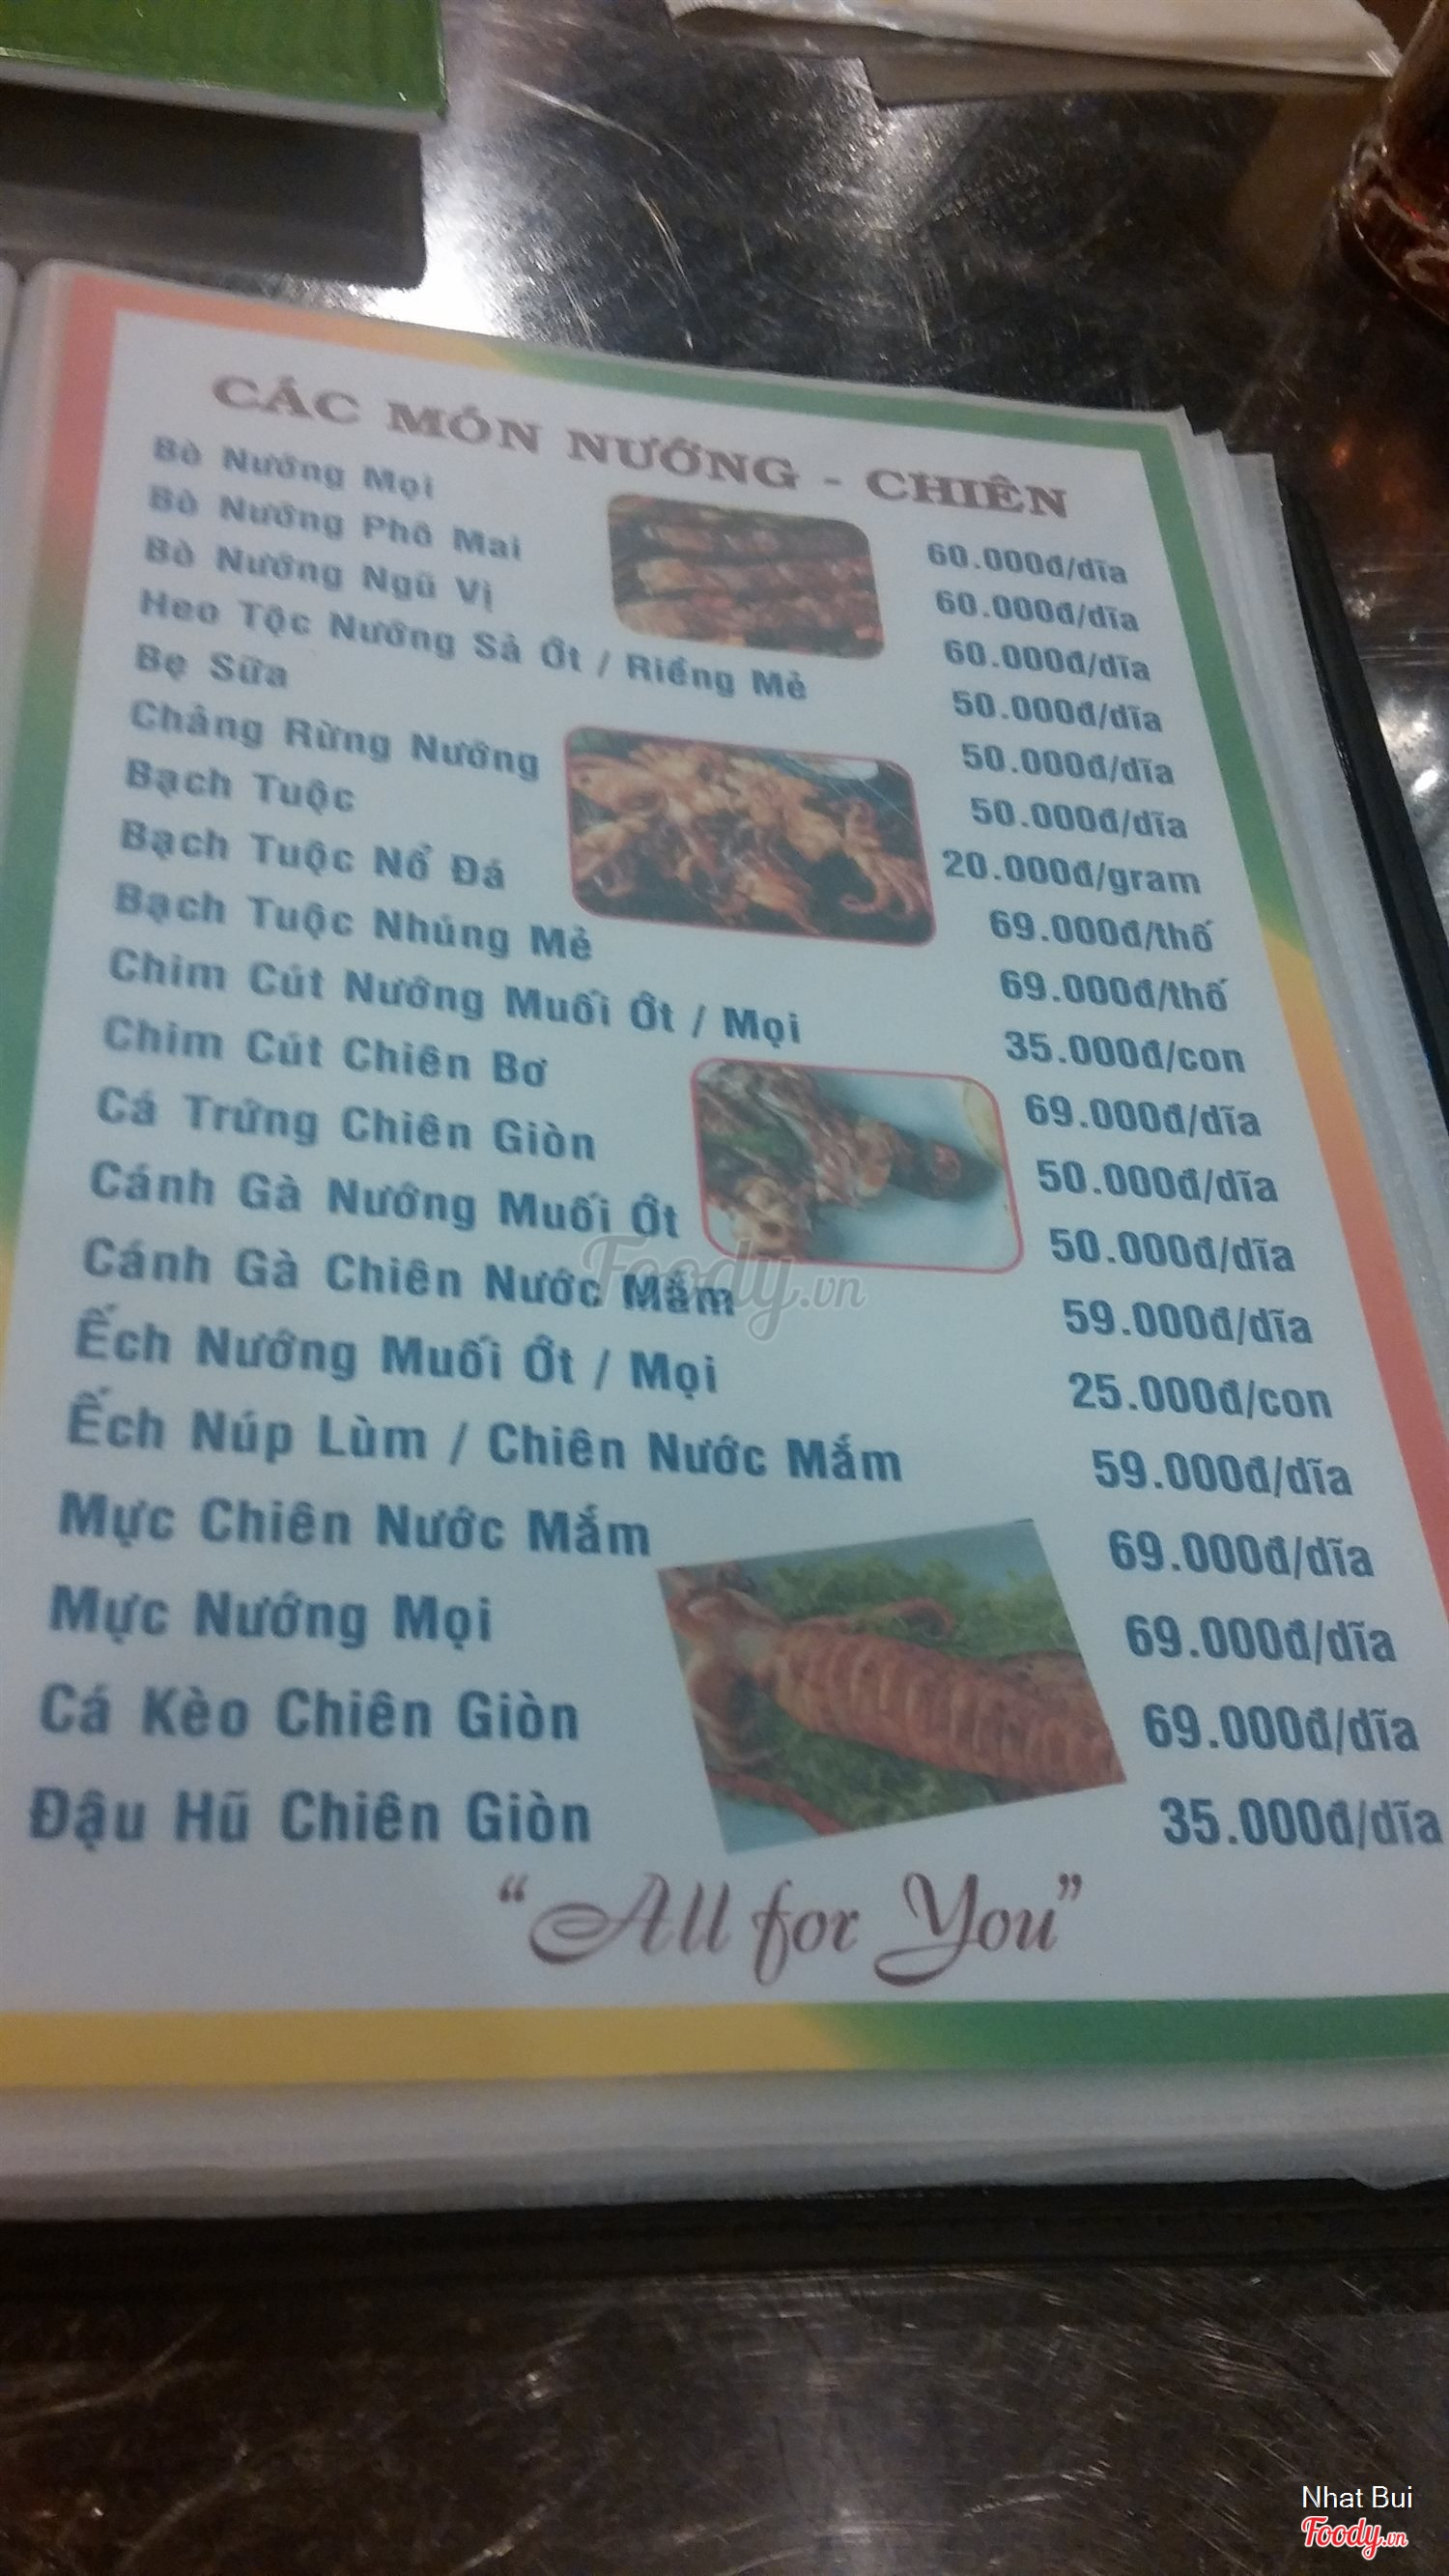 CÁC MÓN NƯỚNG - CHIÊN
Bò Nướng Mọi 60.000đ/dĩa
Bò Nướng Phô Mai 60.000đ/dĩa
Bò Nướng Ngũ Vị 60.000đ/dĩa
Heo Tộc Nướng Sả Ớt / Riềng Mẻ 50.000đ/dĩa
Bẹ Sữa 50.000đ/dĩa
Chân̂g Rừng Nướng 50.000đ/dĩa
Bạch Tuộc 20.000đ/gram
Bạch Tuộc Nổ Đá 69.000đ/thố
Bạch Tuộc Nhúng Mẻ 69.000đ/thố
Chim Cút Nướng Muối Ớt / Mọi 35.000đ/con
Chim Cút Chiên Bơ 69.000đ/dĩa
Cá Trứng Chiên Giòn 50.000đ/dĩa
Cánh Gà Nướng Muối Ớt 50.000đ/dĩa
Cánh Gà Chiên Nước Mắm 59.000đ/dĩa
Ếch Nướng Muối Ớt / Mọi 25.000đ/con
Ếch Núp Lùm / Chiên Nước Mắm 59.000đ/dĩa
Mực Chiên Nước Mắm 69.000đ/dĩa
Mực Nướng Mọi 69.000đ/dĩa
Cá Kèo Chiên Giòn 69.000đ/dĩa
Đậu Hũ Chiên Giòn 35.000đ/dĩa
"All for You"
Foody.vn
Nhat Bui
Foody.vn